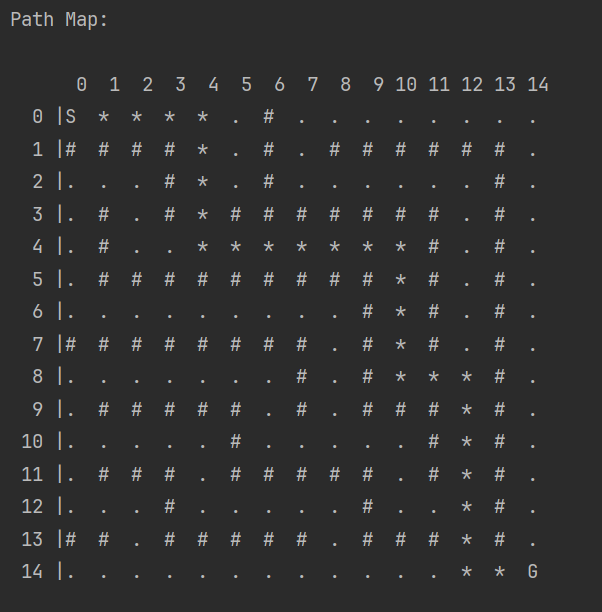 Path Map:
0 1 2 3 4 5 6 7 8 9 10 11 12 13 14
0 |S * * * * . # . . . . . . . .
1 |# # # # * . # . # # # # # # .
2 |. . . # * . # . . . . . . # .
3 |. # . # * # # # # # # # . # .
4 |. # . . * * * * * * * # . # .
5 |. # # # # # # # # # * # . # .
6 |. . . . . . . . . # * # . # .
7 |# # # # # # # # . # * # . # .
8 |. . . . . . . # . # * * * # .
9 |. # # # # # . # . # # # * # .
10 |. . . . . # . . . . . # * # .
11 |. # # # . # # # # # . # * # .
12 |. . . # . . . . . # . . * # .
13 |# # . # # # # # . # # # * # .
14 |. . . . . . . . . . . . * * G